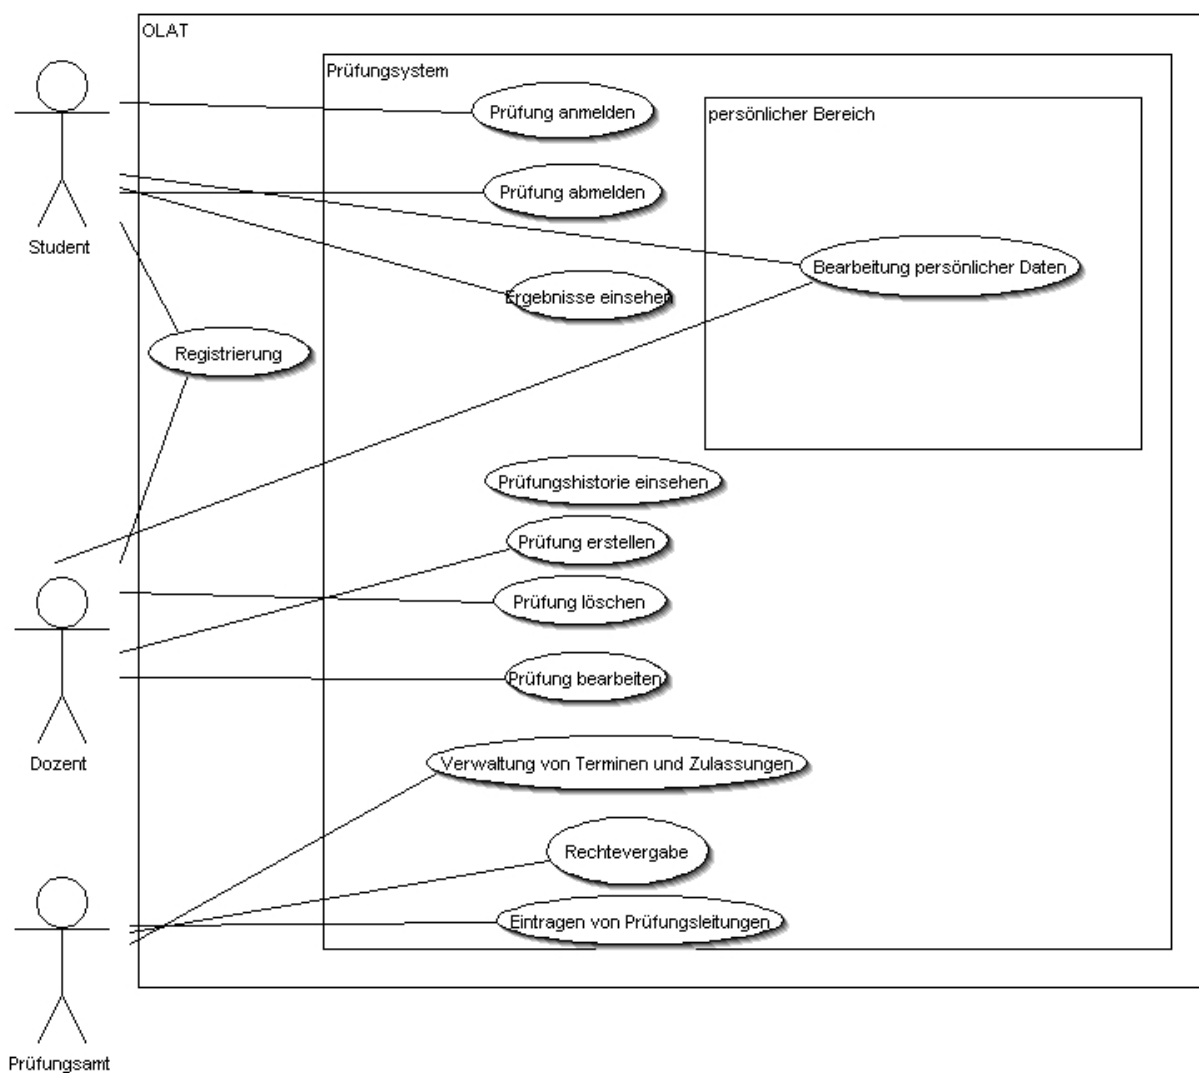 OLAT
Prüfungsystem
Prüfung anmelden
persönlicher Bereich
Prüfung abmelden
Student
Bearbeitung persönlicher Daten
Ergebnisse einsehen
Registrierung
Prüfungshistorie einsehen
Prüfung erstellen
Prüfung löschen
Prüfung bearbeiten
Dozent
Verwaltung von Terminen und Zulassungen
Rechtevergabe
Eintragen von Prüfungsleitungen
Prüfungsamt